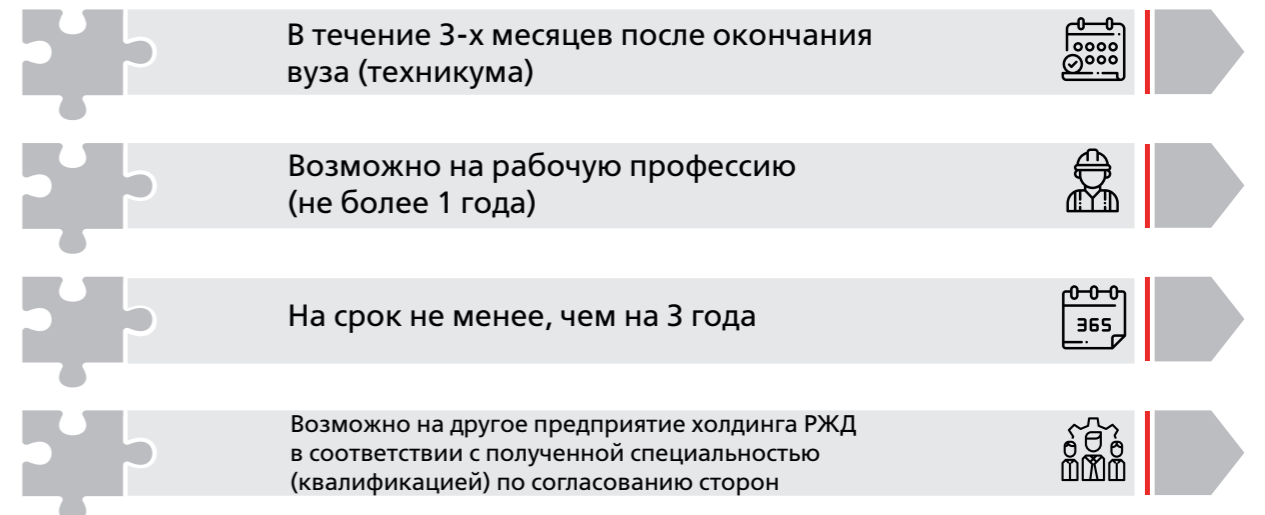 В течение 3-х месяцев после окончания
вуза (техникума)
Возможно на рабочую профессию
(не более 1 года)
На срок не менее, чем на 3 года
365
Возможно на другое предприятие холдинга РЖД
в соответствии с полученной специальностью
(квалификацией) по согласованию сторон